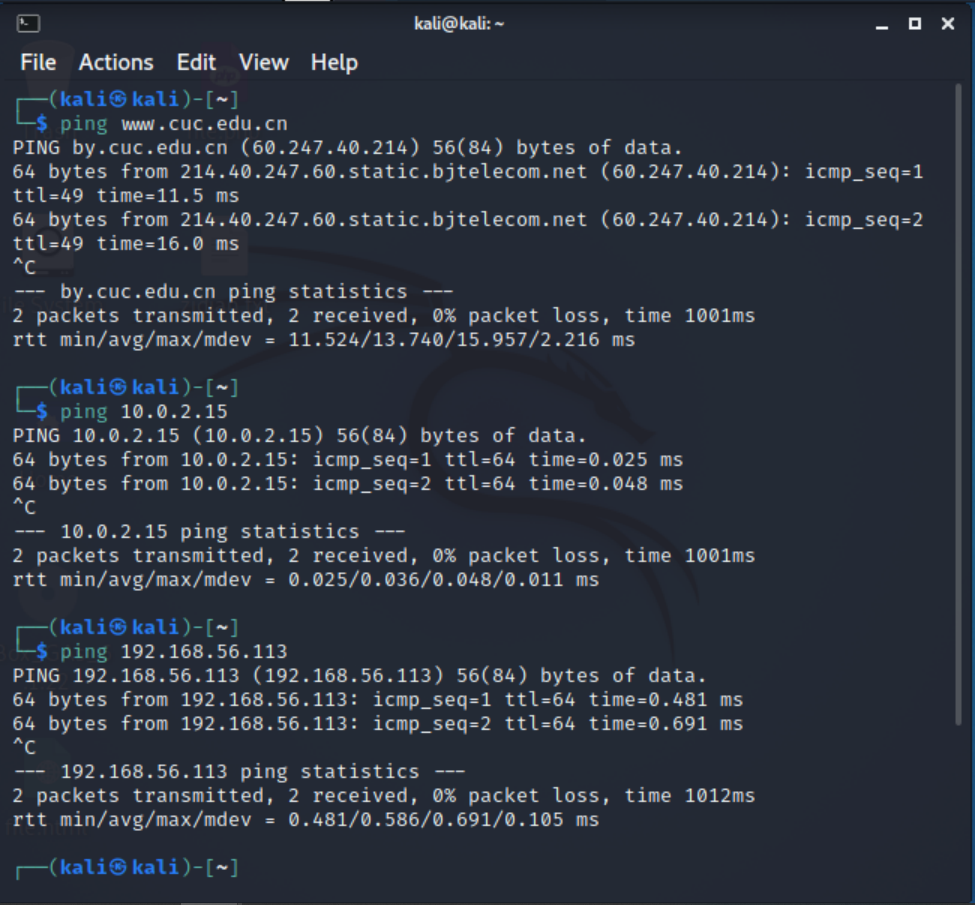 kali@kali: ~
File Actions Edit View Help
┌──(kali㉿kali)-[~]
└─$ ping www.cuc.edu.cn
PING by.cuc.edu.cn (60.247.40.214) 56(84) bytes of data.
64 bytes from 214.40.247.60.static.bjtelecom.net (60.247.40.214): icmp_seq=1
ttl=49 time=11.5 ms
64 bytes from 214.40.247.60.static.bjtelecom.net (60.247.40.214): icmp_seq=2
ttl=49 time=16.0 ms
^C
--- by.cuc.edu.cn ping statistics ---
2 packets transmitted, 2 received, 0% packet loss, time 1001ms
rtt min/avg/max/mdev = 11.524/13.740/15.957/2.216 ms
┌──(kali㉿kali)-[~]
└─$ ping 10.0.2.15
PING 10.0.2.15 (10.0.2.15) 56(84) bytes of data.
64 bytes from 10.0.2.15: icmp_seq=1 ttl=64 time=0.025 ms
64 bytes from 10.0.2.15: icmp_seq=2 ttl=64 time=0.048 ms
^C
--- 10.0.2.15 ping statistics ---
2 packets transmitted, 2 received, 0% packet loss, time 1001ms
rtt min/avg/max/mdev = 0.025/0.036/0.048/0.011 ms
┌──(kali㉿kali)-[~]
└─$ ping 192.168.56.113
PING 192.168.56.113 (192.168.56.113) 56(84) bytes of data.
64 bytes from 192.168.56.113: icmp_seq=1 ttl=64 time=0.481 ms
64 bytes from 192.168.56.113: icmp_seq=2 ttl=64 time=0.691 ms
^C
--- 192.168.56.113 ping statistics ---
2 packets transmitted, 2 received, 0% packet loss, time 1012ms
rtt min/avg/max/mdev = 0.481/0.586/0.691/0.105 ms
┌──(kali㉿kali)-[~]